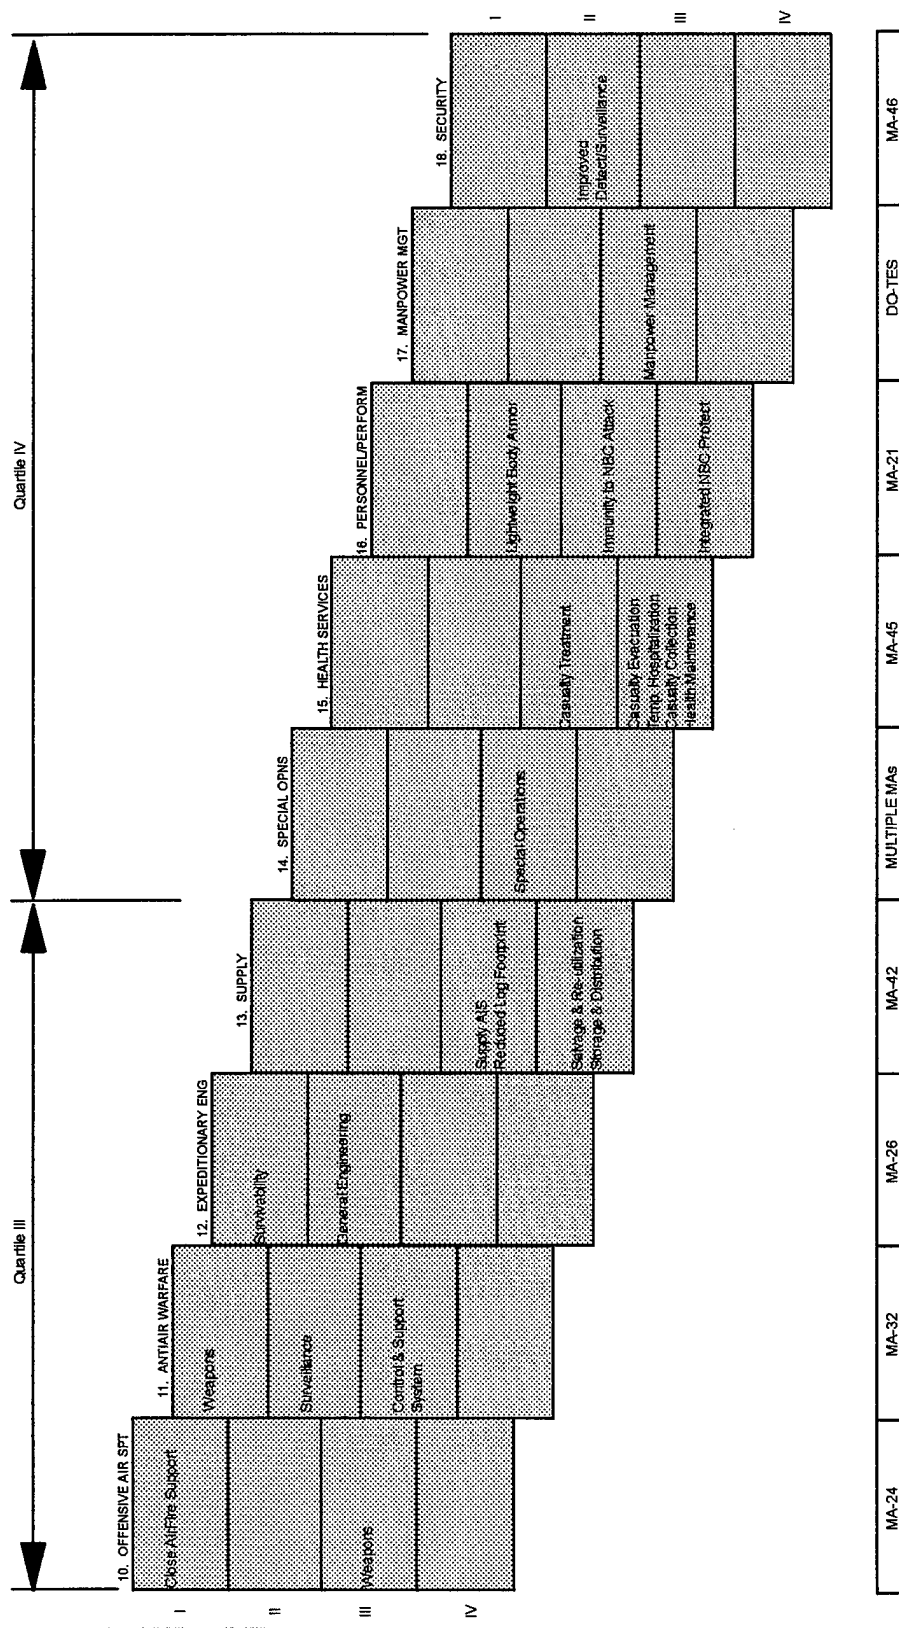 Quartile III
Quartile IV
10. OFFENSIVE AIR SPT
Close Air/Fire Support
Weapons
11. ANTIAIR WARFARE
Weapons
Surveillance
Control & Support
System
12. EXPEDITIONARY ENG
Survivability
General Engineering
13. SUPPLY
Supply AIS
Reduced Log Footprint
Salvage & Re-utilization
Storage & Distribution
14. SPECIAL OPNS
Special Operations
15. HEALTH SERVICES
Casualty Treatment
Casualty Evacration
Temp. Hospitalization
Casualty Collection
Health Maintenance
16. PERSONNEL/PERFORM
Lightweight Body Armor
Immunity to NBC Attack
Integrated NBC Protect
17. MANPOWER MGT
Manpower Management
18. SECURITY
Improved
Detect/Surveillance
I
II
III
IV
I
II
III
IV
MA-24
MA-32
MA-26
MA-42
MULTIPLE MAs
MA-45
MA-21
DO-TES
MA-46